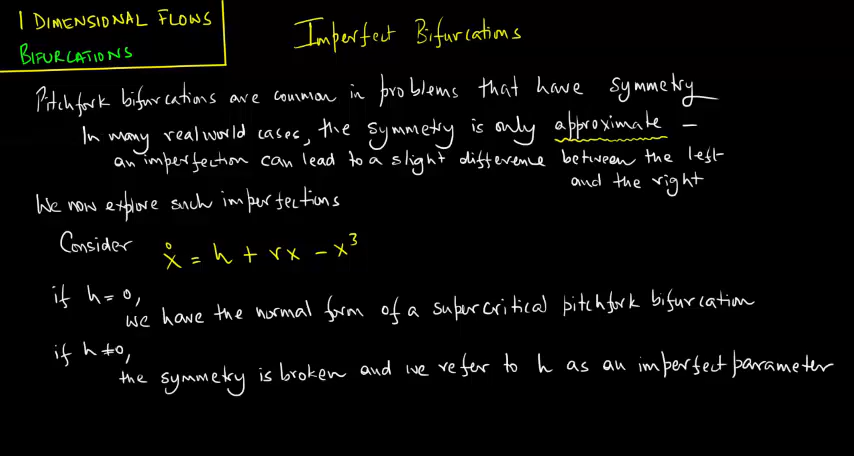 1 DIMENSIONAL FLOWS
BIFURCATIONS
Imperfect Bifurcations
Pitchfork bifurcations are common in problems that have symmetry
In many real world cases, the symmetry is only approximate –
an imperfection can lead to a slight difference between the left
and the right
We now explore such imperfections
Consider ẋ = h + rx - x³
if h = 0,
we have the normal form of a supercritical pitchfork bifurcation
if h ≠ 0,
the symmetry is broken and we refer to h as an imperfect parameter